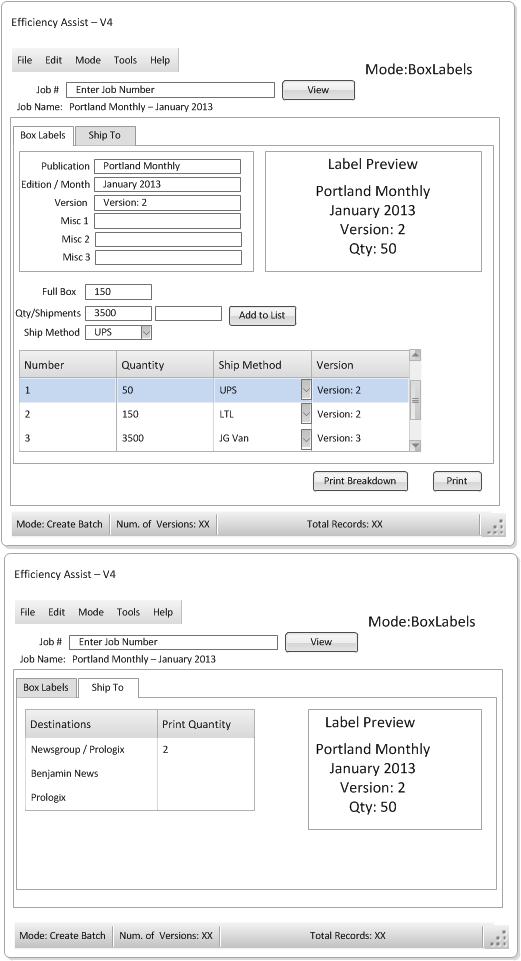 Efficiency Assist – V4
File Edit Mode Tools Help
Mode:BoxLabels
Job # Enter Job Number View
Job Name: Portland Monthly – January 2013
Box Labels Ship To
Publication Portland Monthly
Edition / Month January 2013
Version Version: 2
Misc 1
Misc 2
Misc 3
Label Preview
Portland Monthly
January 2013
Version: 2
Qty: 50
Full Box 150
Qty/Shipments 3500 Add to List
Ship Method UPS
Number Quantity Ship Method Version
1 50 UPS Version: 2
2 150 LTL Version: 2
3 3500 JG Van Version: 3
Print Breakdown Print
Mode: Create Batch Num. of Versions: XX Total Records: XX
Efficiency Assist – V4
File Edit Mode Tools Help
Mode:BoxLabels
Job # Enter Job Number View
Job Name: Portland Monthly – January 2013
Box Labels Ship To
Destinations Print Quantity
Newsgroup / Prologix 2
Benjamin News
Prologix
Label Preview
Portland Monthly
January 2013
Version: 2
Qty: 50
Mode: Create Batch Num. of Versions: XX Total Records: XX